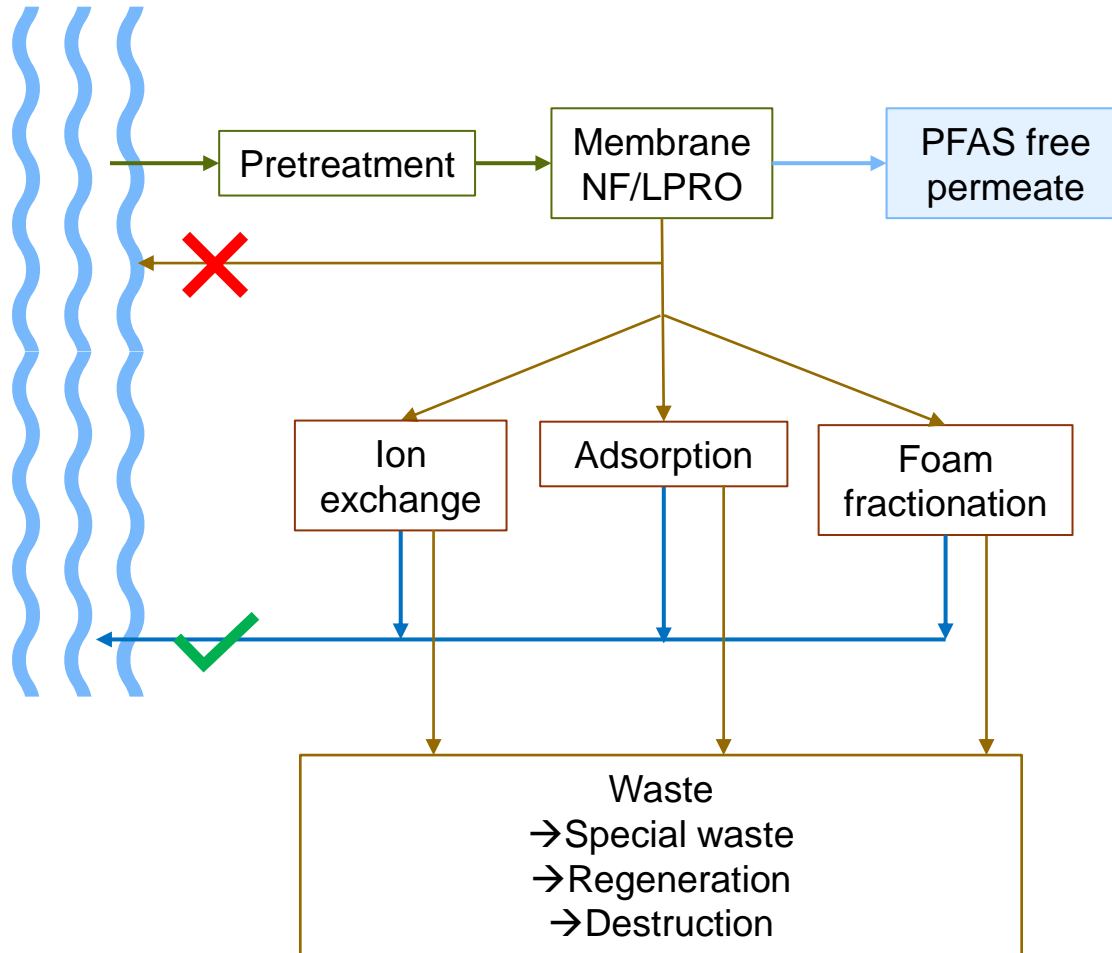 Pretreatment
Membrane
NF/LPRO
PFAS free
permeate
Ion
exchange
Adsorption
Foam
fractionation
Waste
→Special waste
→Regeneration
→Destruction